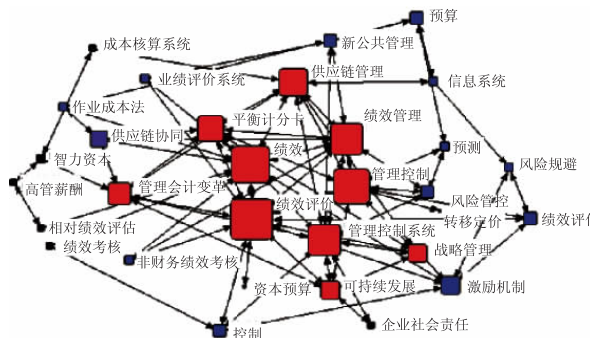 预算
新公共管理
成本核算系统
供应链管理
业绩评价系统
信息系统
作业成本法
平衡计分卡
绩效管理
供应链协同
绩效
预测
智力资本
管理控制
风险规避
高管薪酬
管理会计变革
绩效评价
风险管控
相对绩效评估
转移定价
绩效评价
绩效考核
管理控制系统
战略管理
非财务绩效考核
资本预算
可持续发展
激励机制
控制
企业社会责任